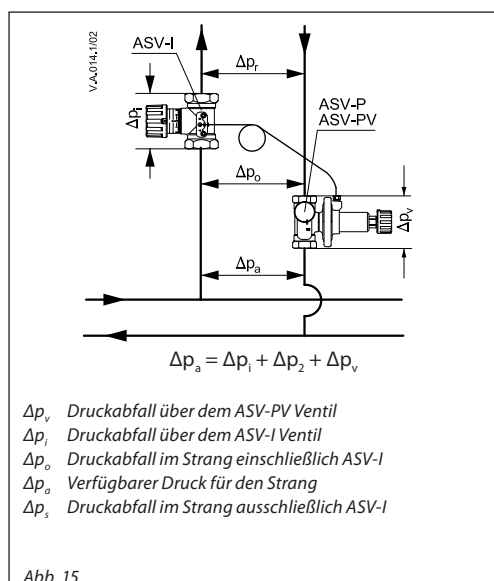 V.A.014.1/02
ASV-I
Δpᵣ
Δpᵢ
ASV-P
ASV-PV
Δpₒ
Δpᵥ
Δpₐ
Δpₐ = Δpᵢ + Δp₂ + Δpᵥ
Δpᵥ Druckabfall über dem ASV-PV Ventil
Δpᵢ Druckabfall über dem ASV-I Ventil
Δpₒ Druckabfall im Strang einschließlich ASV-I
Δpₐ Verfügbarer Druck für den Strang
Δpₛ Druckabfall im Strang ausschließlich ASV-I
Abb. 15